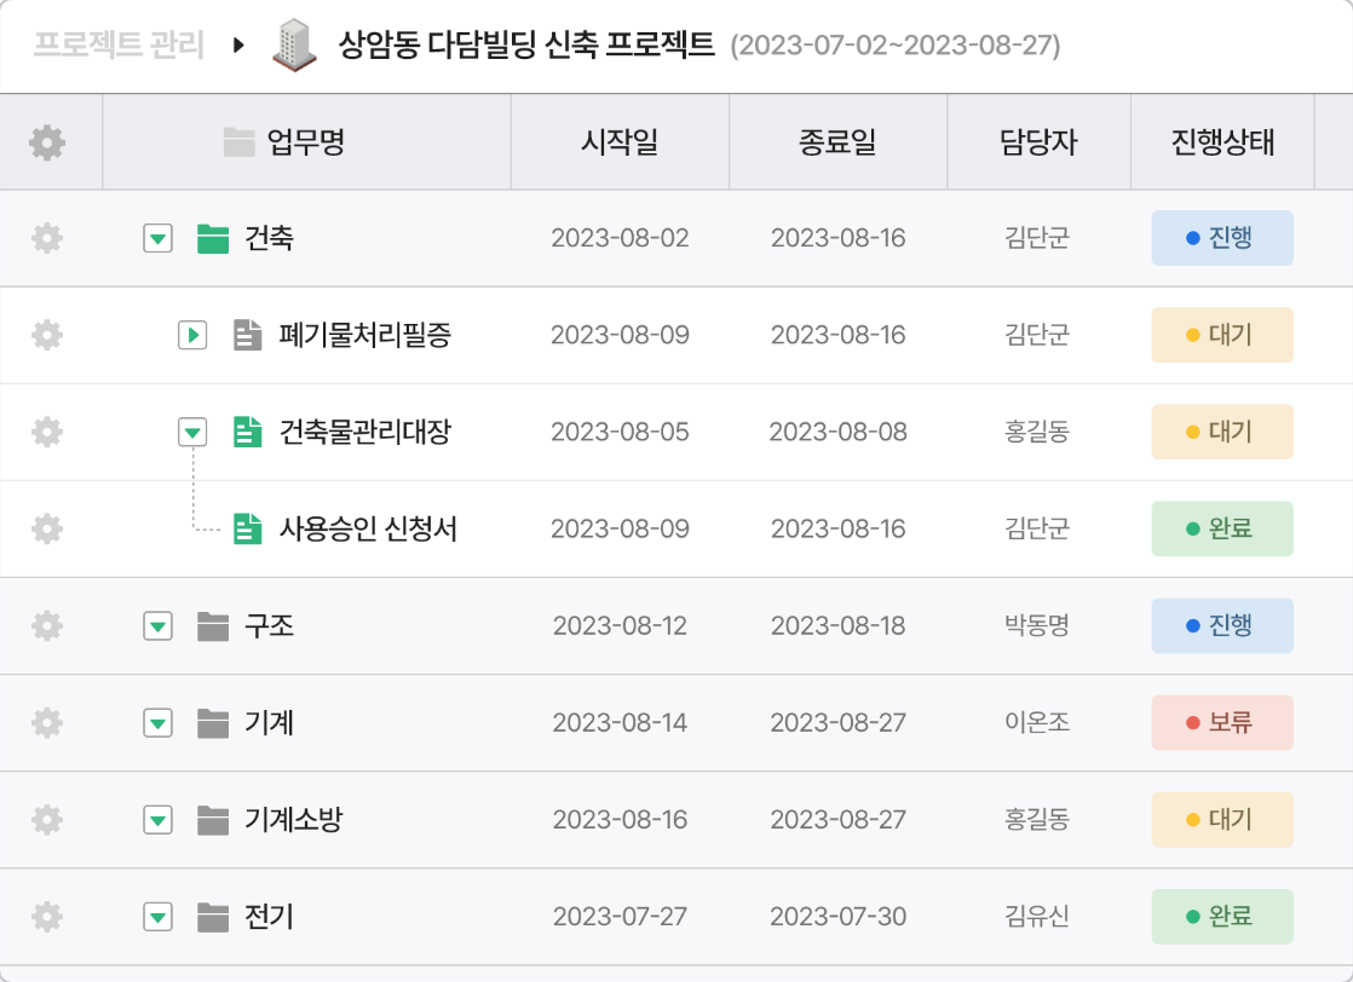 프로젝트 관리 상암동 다담빌딩 신축 프로젝트 (2023-07-02~2023-08-27)
업무명 시작일 종료일 담당자 진행상태
건축 2023-08-02 2023-08-16 김단군 진행
폐기물처리필증 2023-08-09 2023-08-16 김단군 대기
건축물관리대장 2023-08-05 2023-08-08 홍길동 대기
사용승인 신청서 2023-08-09 2023-08-16 김단군 완료
구조 2023-08-12 2023-08-18 박동명 진행
기계 2023-08-14 2023-08-27 이온조 보류
기계소방 2023-08-16 2023-08-27 홍길동 대기
전기 2023-07-27 2023-07-30 김유신 완료